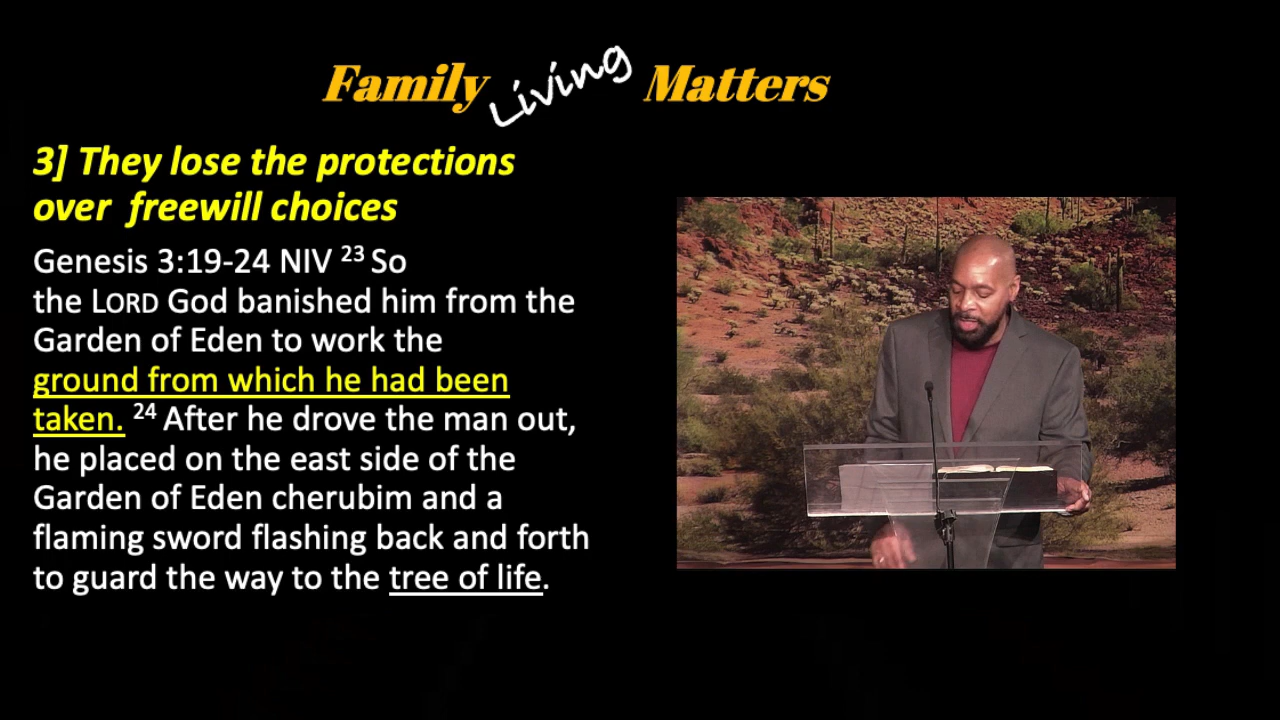 Family Living Matters
3] They lose the protections
over freewill choices
Genesis 3:19-24 NIV 23 So
the LORD God banished him from the
Garden of Eden to work the
ground from which he had been
taken. 24 After he drove the man out,
he placed on the east side of the
Garden of Eden cherubim and a
flaming sword flashing back and forth
to guard the way to the tree of life.